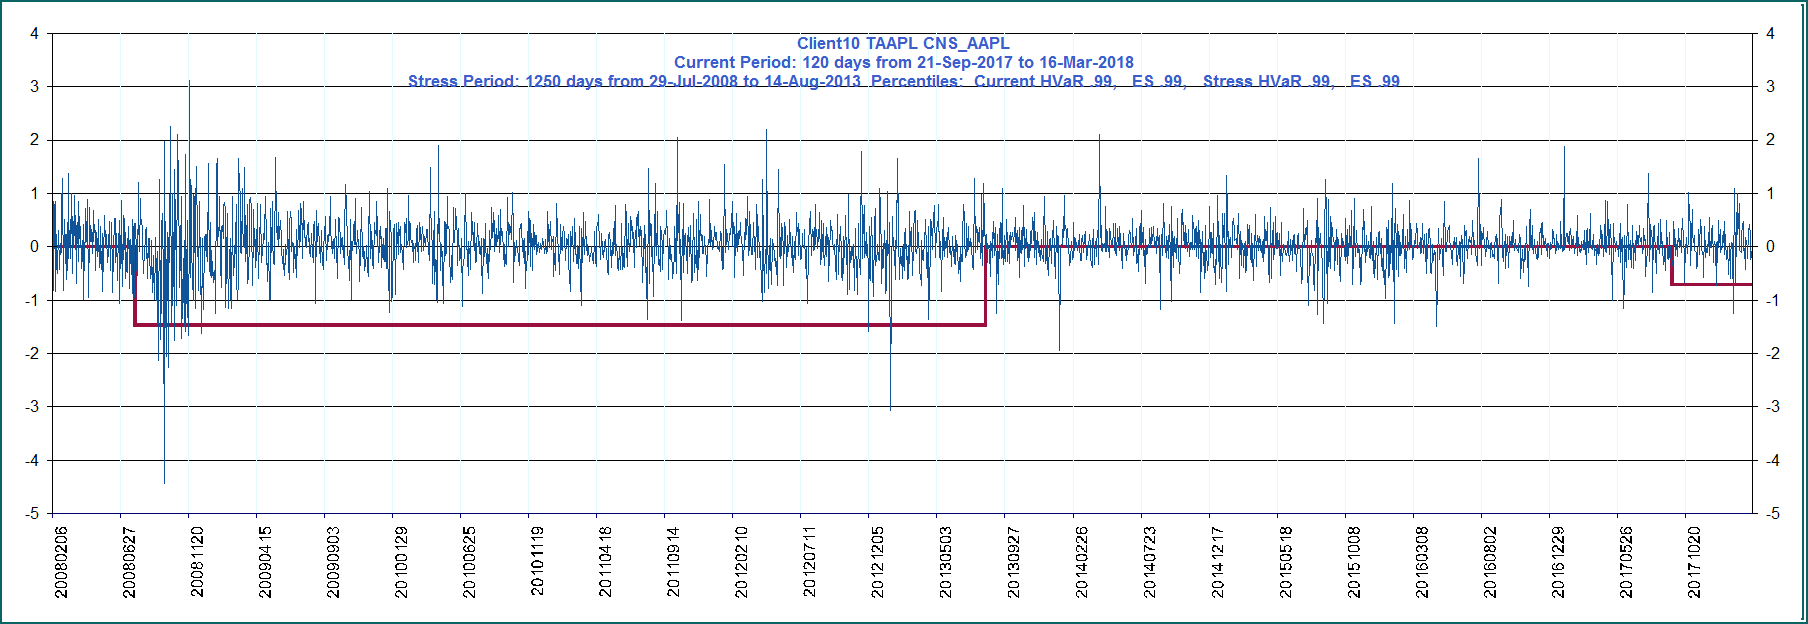 Client10 TAAPL CNS_AAPL
Current Period: 120 days from 21-Sep-2017 to 16-Mar-2018
Stress Period: 1250 days from 29-Jul-2008 to 14-Aug-2013  Percentiles:  Current HVaR .99,   ES .99,   Stress HVaR .99,   ES .99
4 4
3 3
2 2
1 1
0 0
-1 -1
-2 -2
-3 -3
-4 -4
-5 -5
20080206 20080627 20081120 20090415 20090903 20100129 20100625 20101119 20110418 20110914 20120210 20120711 20121205 20130503 20130927 20140226 20140723 20141217 20150518 20151008 20160308 20160802 20161229 20170526 20171020